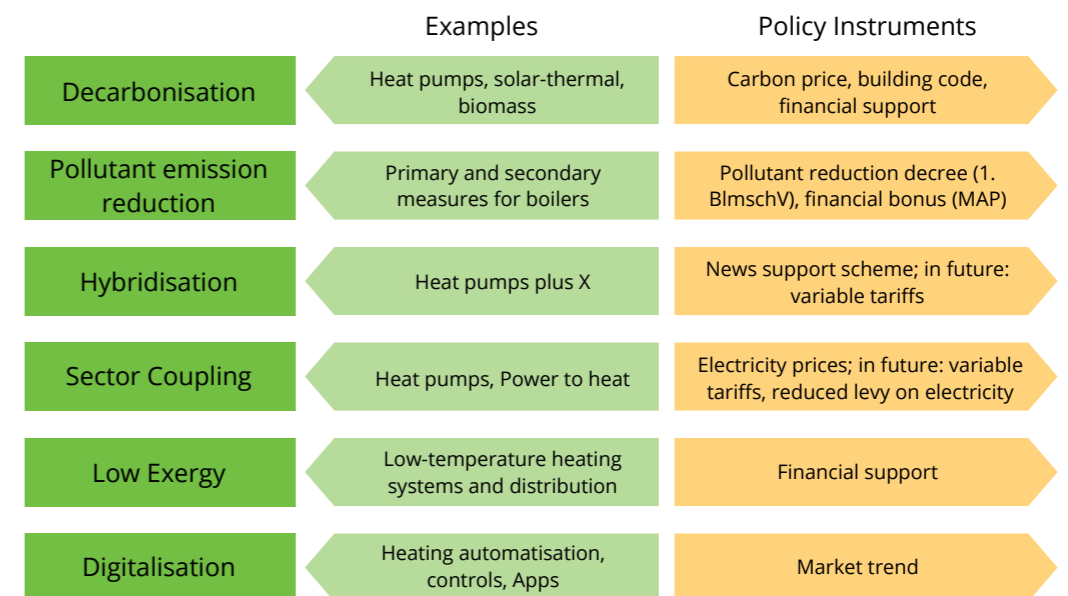 Examples
Policy Instruments
Decarbonisation
Heat pumps, solar-thermal,
biomass
Carbon price, building code,
financial support
Pollutant emission
reduction
Primary and secondary
measures for boilers
Pollutant reduction decree (1.
BlmschV), financial bonus (MAP)
Hybridisation
Heat pumps plus X
News support scheme; in future:
variable tariffs
Sector Coupling
Heat pumps, Power to heat
Electricity prices; in future: variable
tariffs, reduced levy on electricity
Low Exergy
Low-temperature heating
systems and distribution
Financial support
Digitalisation
Heating automatisation,
controls, Apps
Market trend